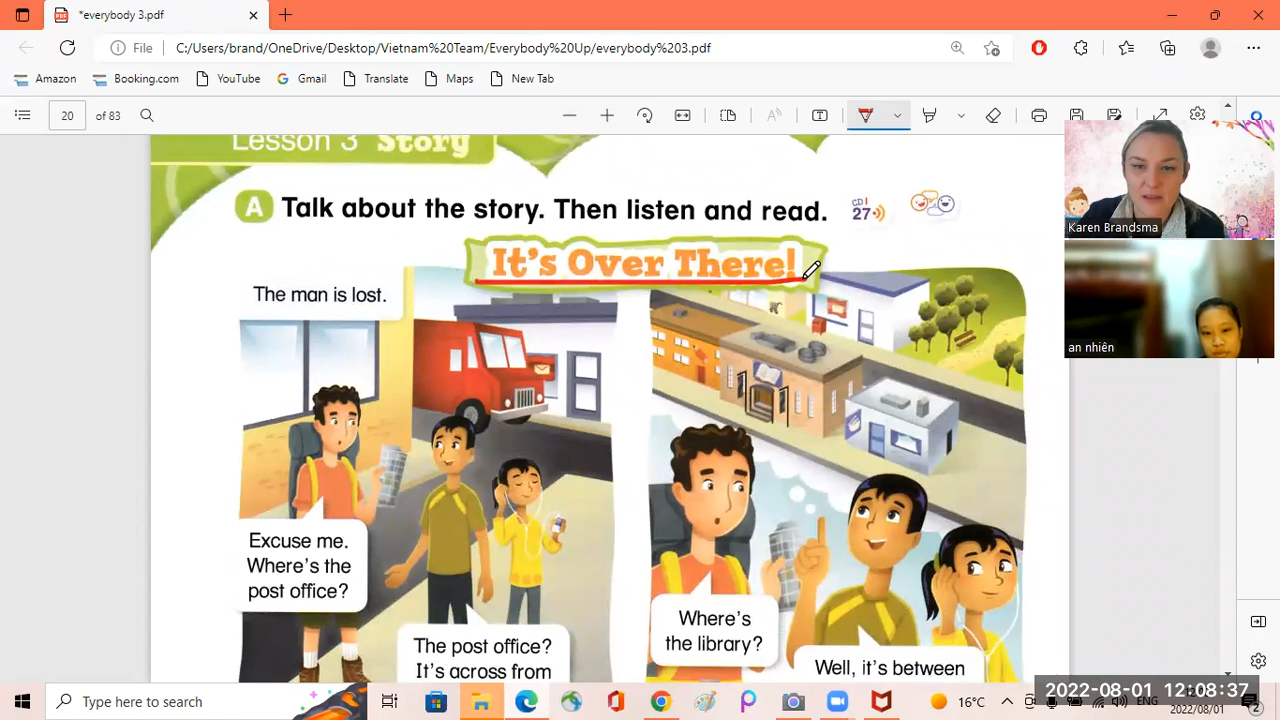 *everybody 3.pdf
File
C:/Users/brand/OneDrive/Desktop/Vietnam%20Team/Everybody%20Up/everybody%203.pdf
Amazon
Booking.com
YouTube
Gmail
Translate
Maps
New Tab
20 of 83
Lesson 3 Story
A Talk about the story. Then listen and read.
CD1
27
It's Over There!
The man is lost.
Excuse me.
Where's the
post office?
The post office?
It's across from
Where's
the library?
Well, it's between
Karen Brandsma
an nhiên
Type here to search
16°C
ENG
2022-08-01 12:08:37
2022/08/01